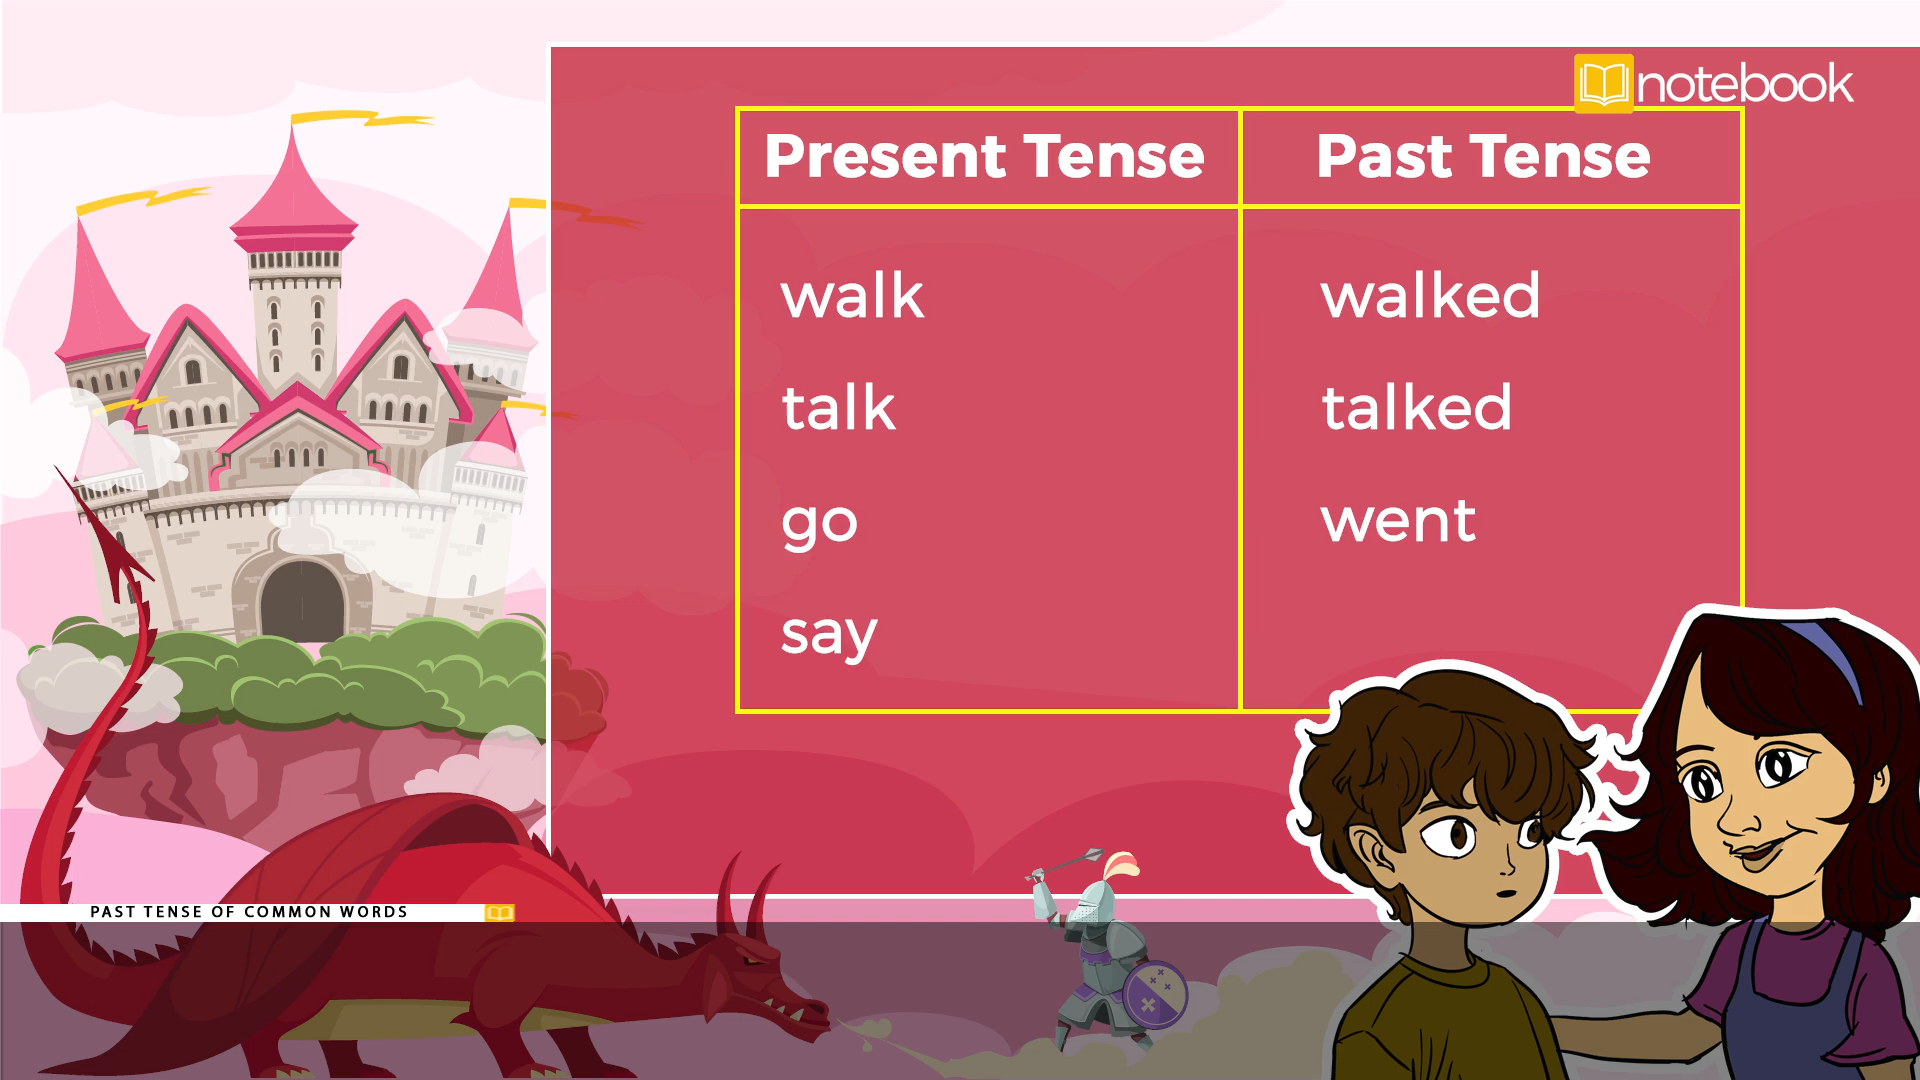 notebook
Present Tense Past Tense
walk walked
talk talked
go went
say
PAST TENSE OF COMMON WORDS